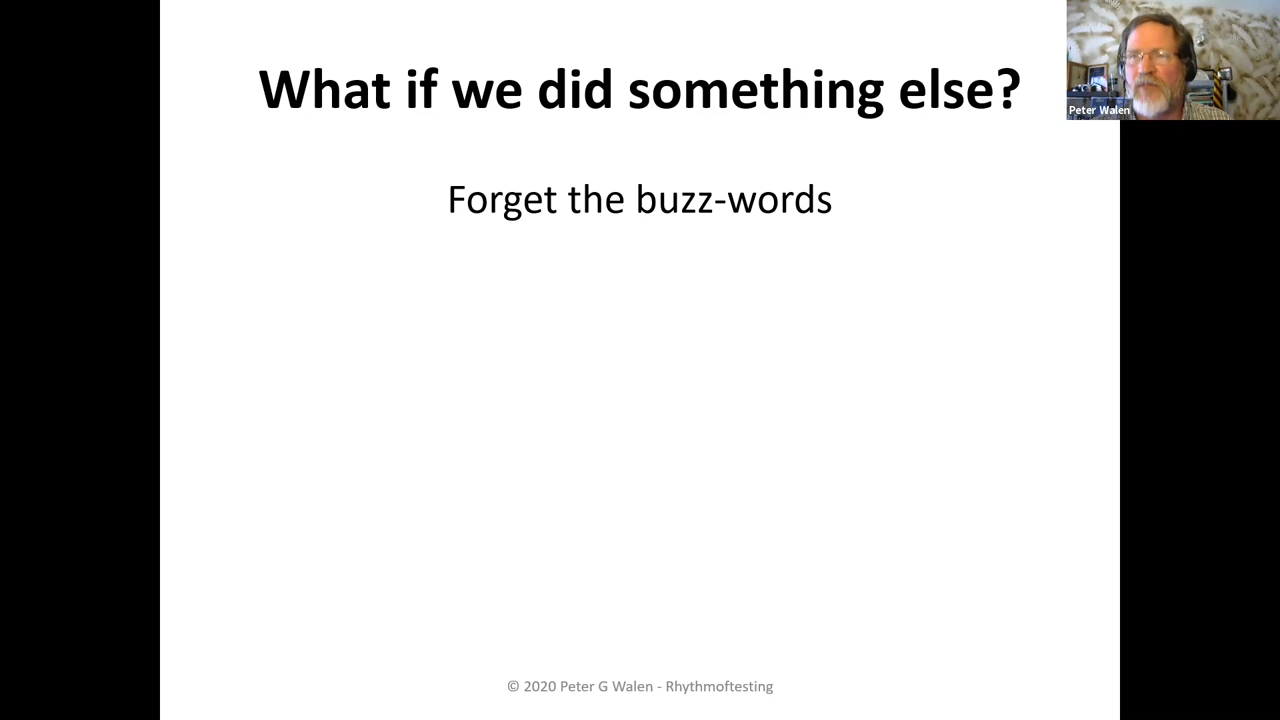 What if we did something else?
Peter Walen
Forget the buzz-words
© 2020 Peter G Walen - Rhythmoftesting